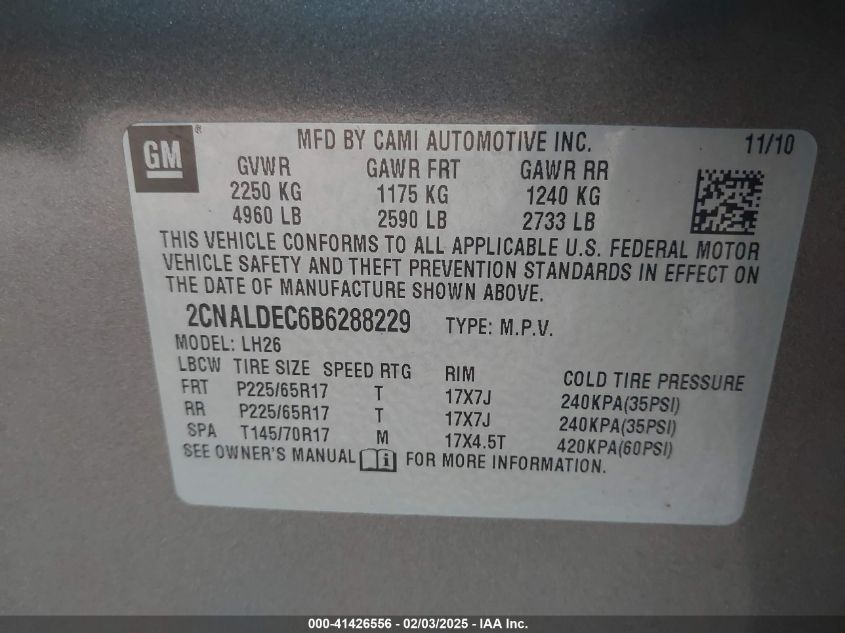 GM®
MFD BY CAMI AUTOMOTIVE INC. 11/10
GVWR GAWR FRT GAWR RR
2250 KG 1175 KG 1240 KG
4960 LB 2590 LB 2733 LB
THIS VEHICLE CONFORMS TO ALL APPLICABLE U.S. FEDERAL MOTOR
VEHICLE SAFETY AND THEFT PREVENTION STANDARDS IN EFFECT ON
THE DATE OF MANUFACTURE SHOWN ABOVE.
2CNALDEC6B6288229 TYPE: M.P.V.
MODEL: LH26
LBCW TIRE SIZE SPEED RTG RIM COLD TIRE PRESSURE
FRT P225/65R17 T 17X7J 240KPA(35PSI)
RR P225/65R17 T 17X7J 240KPA(35PSI)
SPA T145/70R17 M 17X4.5T 420KPA(60PSI)
SEE OWNER'S MANUAL i FOR MORE INFORMATION.
000-41426556 - 02/03/2025 - IAA Inc.